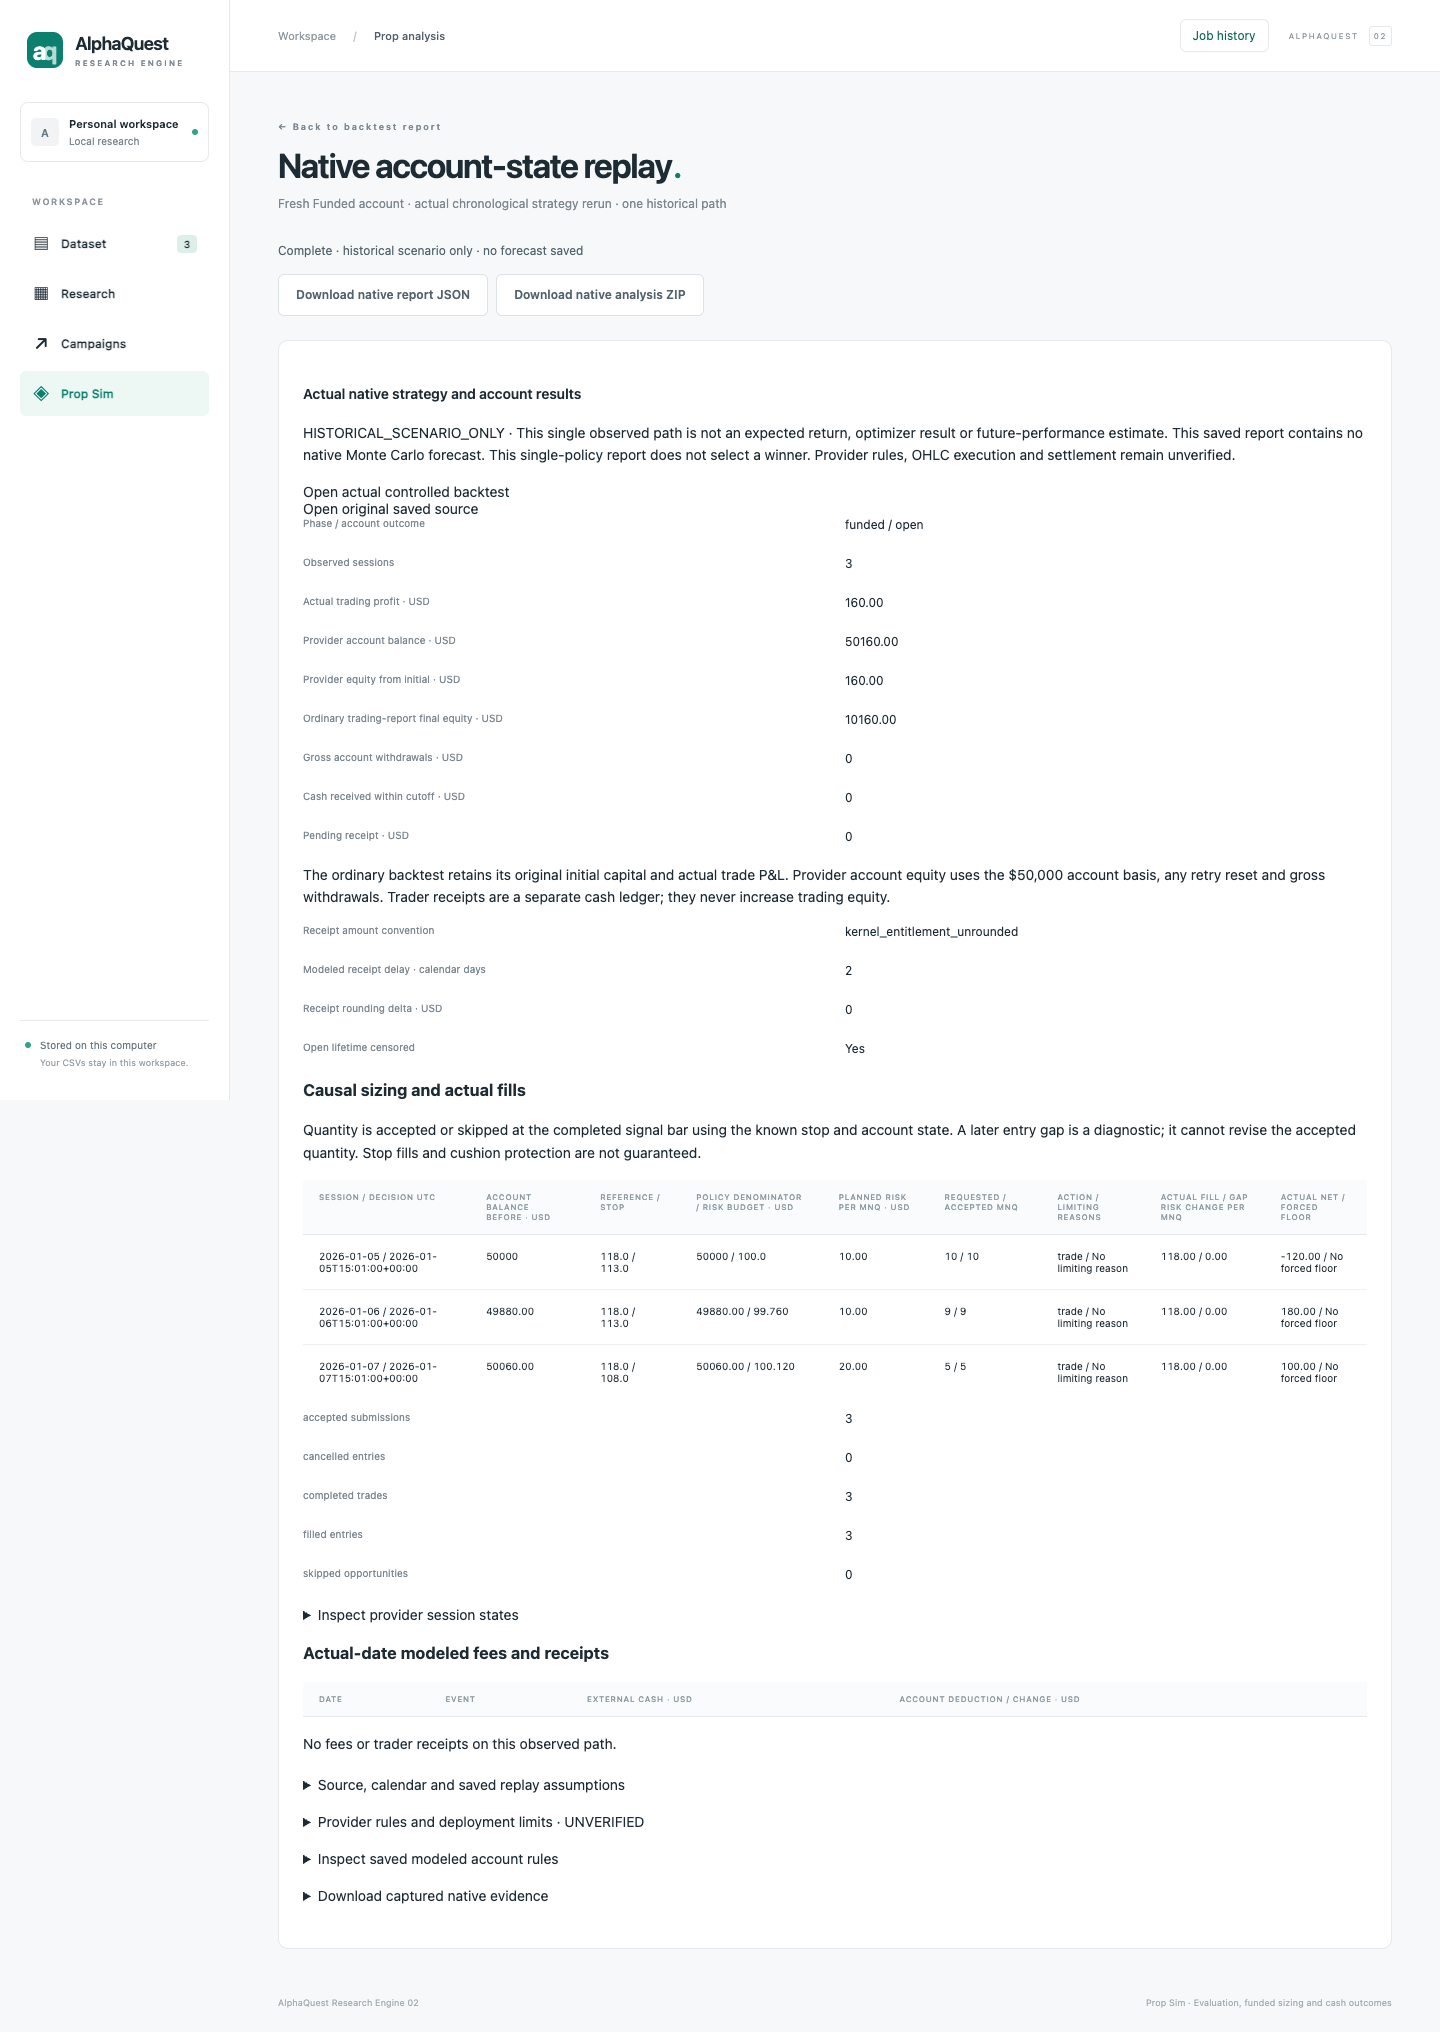 aq
AlphaQuest
RESEARCH ENGINE
A
Personal workspace
Local research
WORKSPACE
Dataset 3
Research
Campaigns
Prop Sim
Stored on this computer
Your CSVs stay in this workspace.
Workspace / Prop analysis
Job history
ALPHAQUEST 02
← Back to backtest report
Native account-state replay.
Fresh Funded account · actual chronological strategy rerun · one historical path
Complete · historical scenario only · no forecast saved
Download native report JSON
Download native analysis ZIP
Actual native strategy and account results
HISTORICAL_SCENARIO_ONLY · This single observed path is not an expected return, optimizer result or future-performance estimate. This saved report contains no
native Monte Carlo forecast. This single-policy report does not select a winner. Provider rules, OHLC execution and settlement remain unverified.
Open actual controlled backtest
Open original saved source
Phase / account outcome funded / open
Observed sessions 3
Actual trading profit · USD 160.00
Provider account balance · USD 50160.00
Provider equity from initial · USD 160.00
Ordinary trading-report final equity · USD 10160.00
Gross account withdrawals · USD 0
Cash received within cutoff · USD 0
Pending receipt · USD 0
The ordinary backtest retains its original initial capital and actual trade P&L. Provider account equity uses the $50,000 account basis, any retry reset and gross
withdrawals. Trader receipts are a separate cash ledger; they never increase trading equity.
Receipt amount convention kernel_entitlement_unrounded
Modeled receipt delay · calendar days 2
Receipt rounding delta · USD 0
Open lifetime censored Yes
Causal sizing and actual fills
Quantity is accepted or skipped at the completed signal bar using the known stop and account state. A later entry gap is a diagnostic; it cannot revise the accepted
quantity. Stop fills and cushion protection are not guaranteed.
SESSION / DECISION UTC ACCOUNT REFERENCE / POLICY DENOMINATOR PLANNED RISK REQUESTED / ACTION / ACTUAL FILL / GAP ACTUAL NET /
BALANCE STOP / RISK BUDGET · USD PER MNQ · USD ACCEPTED MNQ LIMITING RISK CHANGE PER FORCED
BEFORE · USD REASONS MNQ FLOOR
2026-01-05 / 2026-01- 50000 118.0 / 50000 / 100.0 10.00 10 / 10 trade / No 118.00 / 0.00 -120.00 / No
05T15:01:00+00:00 113.0 limiting reason forced floor
2026-01-06 / 2026-01- 49880.00 118.0 / 49880.00 / 99.760 10.00 9 / 9 trade / No 118.00 / 0.00 180.00 / No
06T15:01:00+00:00 113.0 limiting reason forced floor
2026-01-07 / 2026-01- 50060.00 118.0 / 50060.00 / 100.120 20.00 5 / 5 trade / No 118.00 / 0.00 100.00 / No
07T15:01:00+00:00 108.0 limiting reason forced floor
accepted submissions 3
cancelled entries 0
completed trades 3
filled entries 3
skipped opportunities 0
Inspect provider session states
Actual-date modeled fees and receipts
DATE EVENT EXTERNAL CASH · USD ACCOUNT DEDUCTION / CHANGE · USD
No fees or trader receipts on this observed path.
Source, calendar and saved replay assumptions
Provider rules and deployment limits · UNVERIFIED
Inspect saved modeled account rules
Download captured native evidence
AlphaQuest Research Engine 02
Prop Sim · Evaluation, funded sizing and cash outcomes